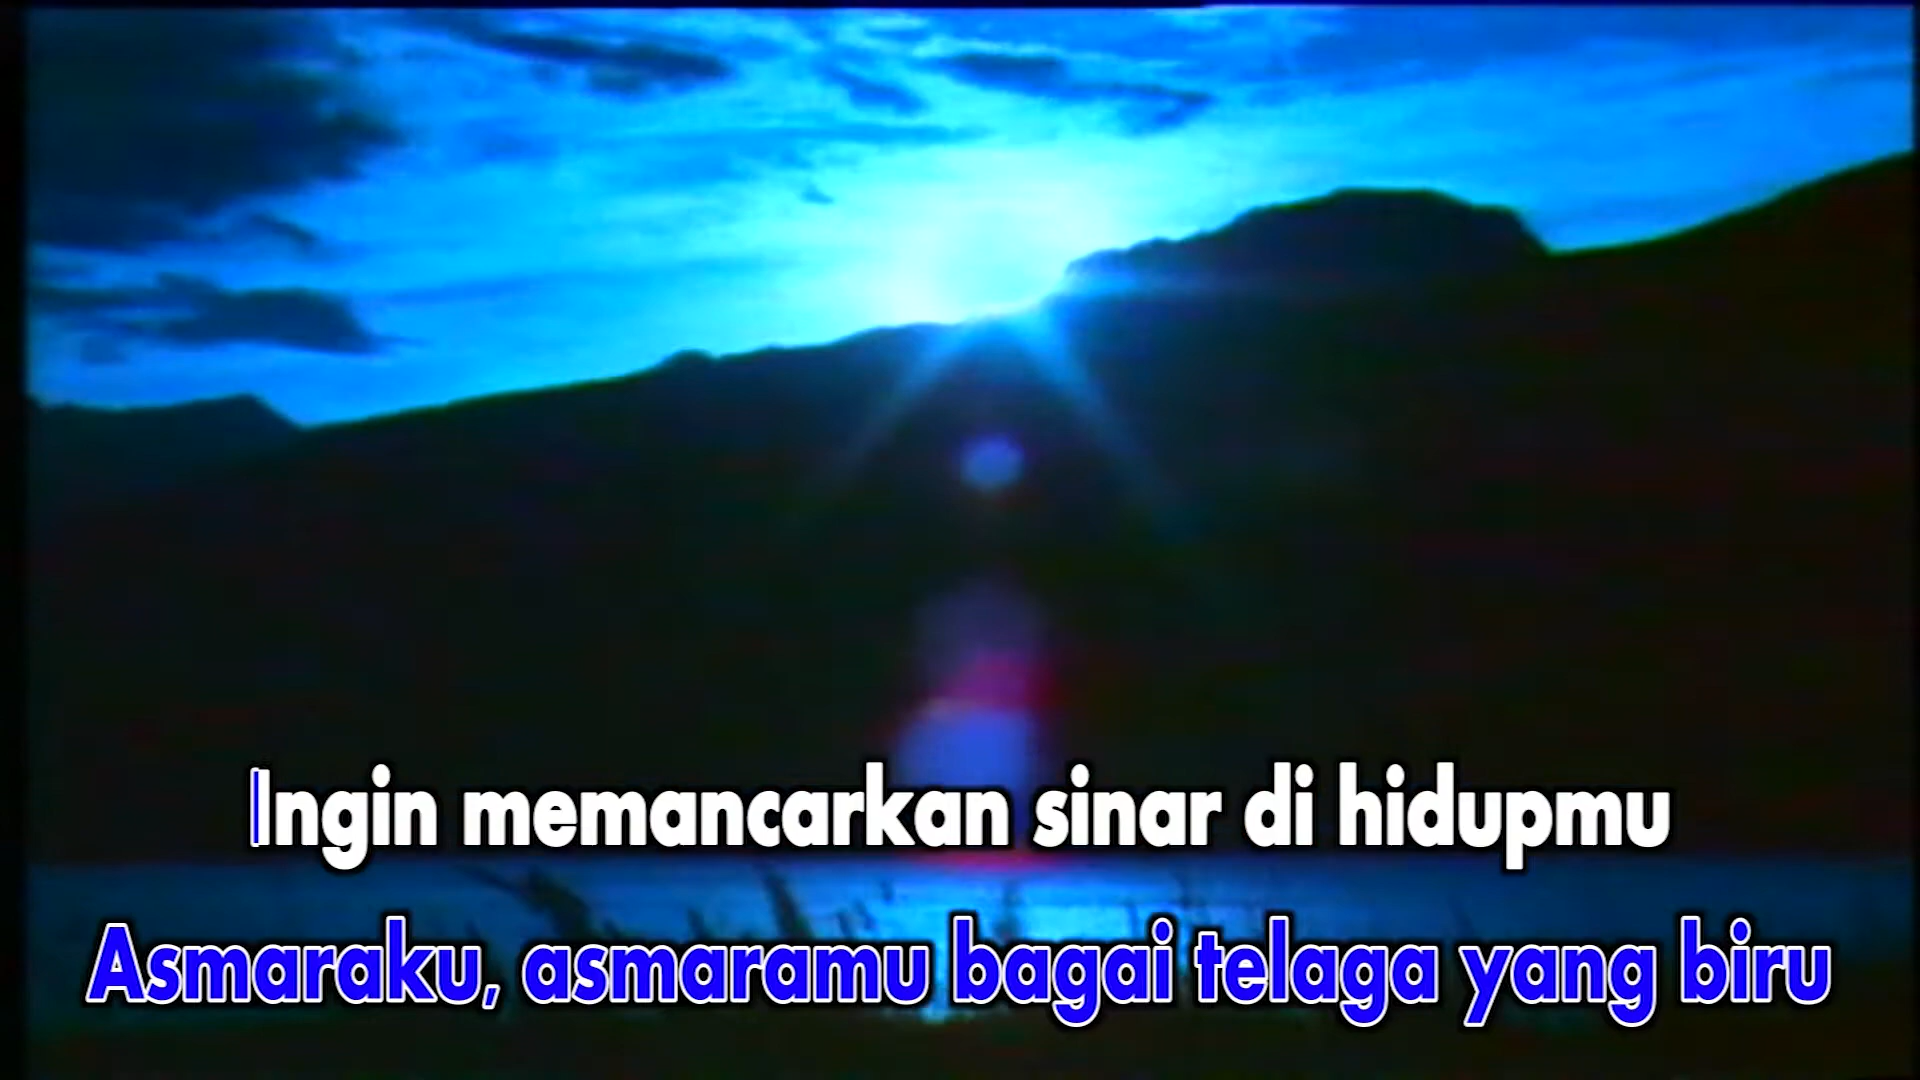 Ingin memancarkan sinar di hidupmu
Asmaraku, asmaramu bagai telaga yang biru